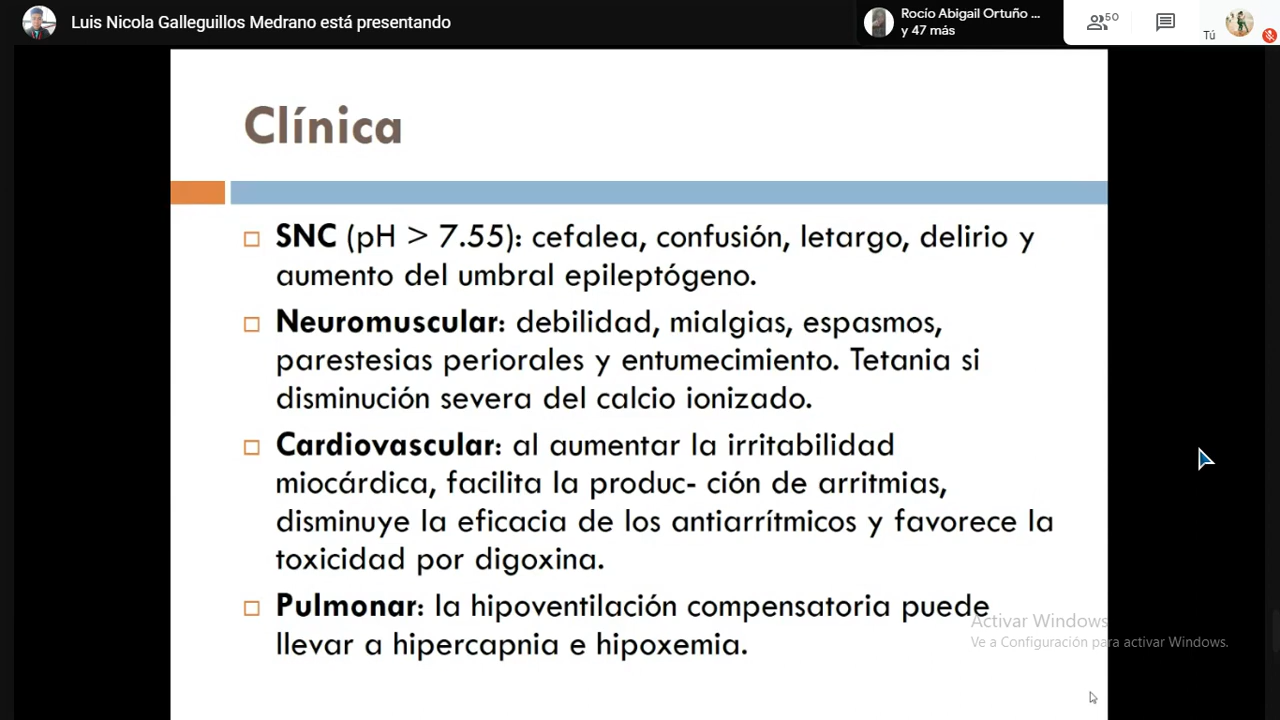 Luis Nicola Galleguillos Medrano está presentando
Rocío Abigail Ortuño ...
y 47 más
50
Tú
Clínica
SNC (pH > 7.55): cefalea, confusión, letargo, delirio y
aumento del umbral epileptógeno.
Neuromuscular: debilidad, mialgias, espasmos,
parestesias periorales y entumecimiento. Tetania si
disminución severa del calcio ionizado.
Cardiovascular: al aumentar la irritabilidad
miocárdica, facilita la produc- ción de arritmias,
disminuye la eficacia de los antiarrítmicos y favorece la
toxicidad por digoxina.
Pulmonar: la hipoventilación compensatoria puede
llevar a hipercapnia e hipoxemia.
Activar Windows
Ve a Configuración para activar Windows.